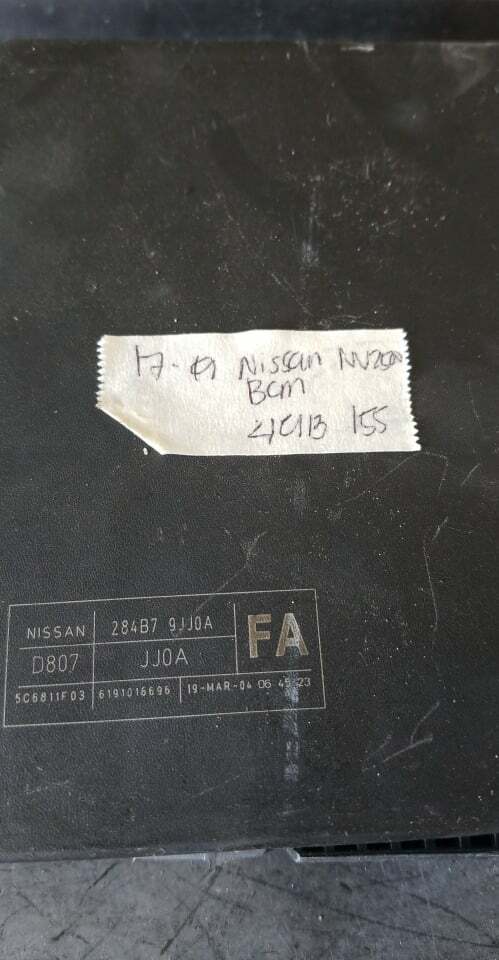 17-19 Nissan NV200
BCM
155
NISSAN 284B7 9JJ0A
D807 JJ0A FA
5C6811F03 6191016696 19-MAR-04 06 45 23